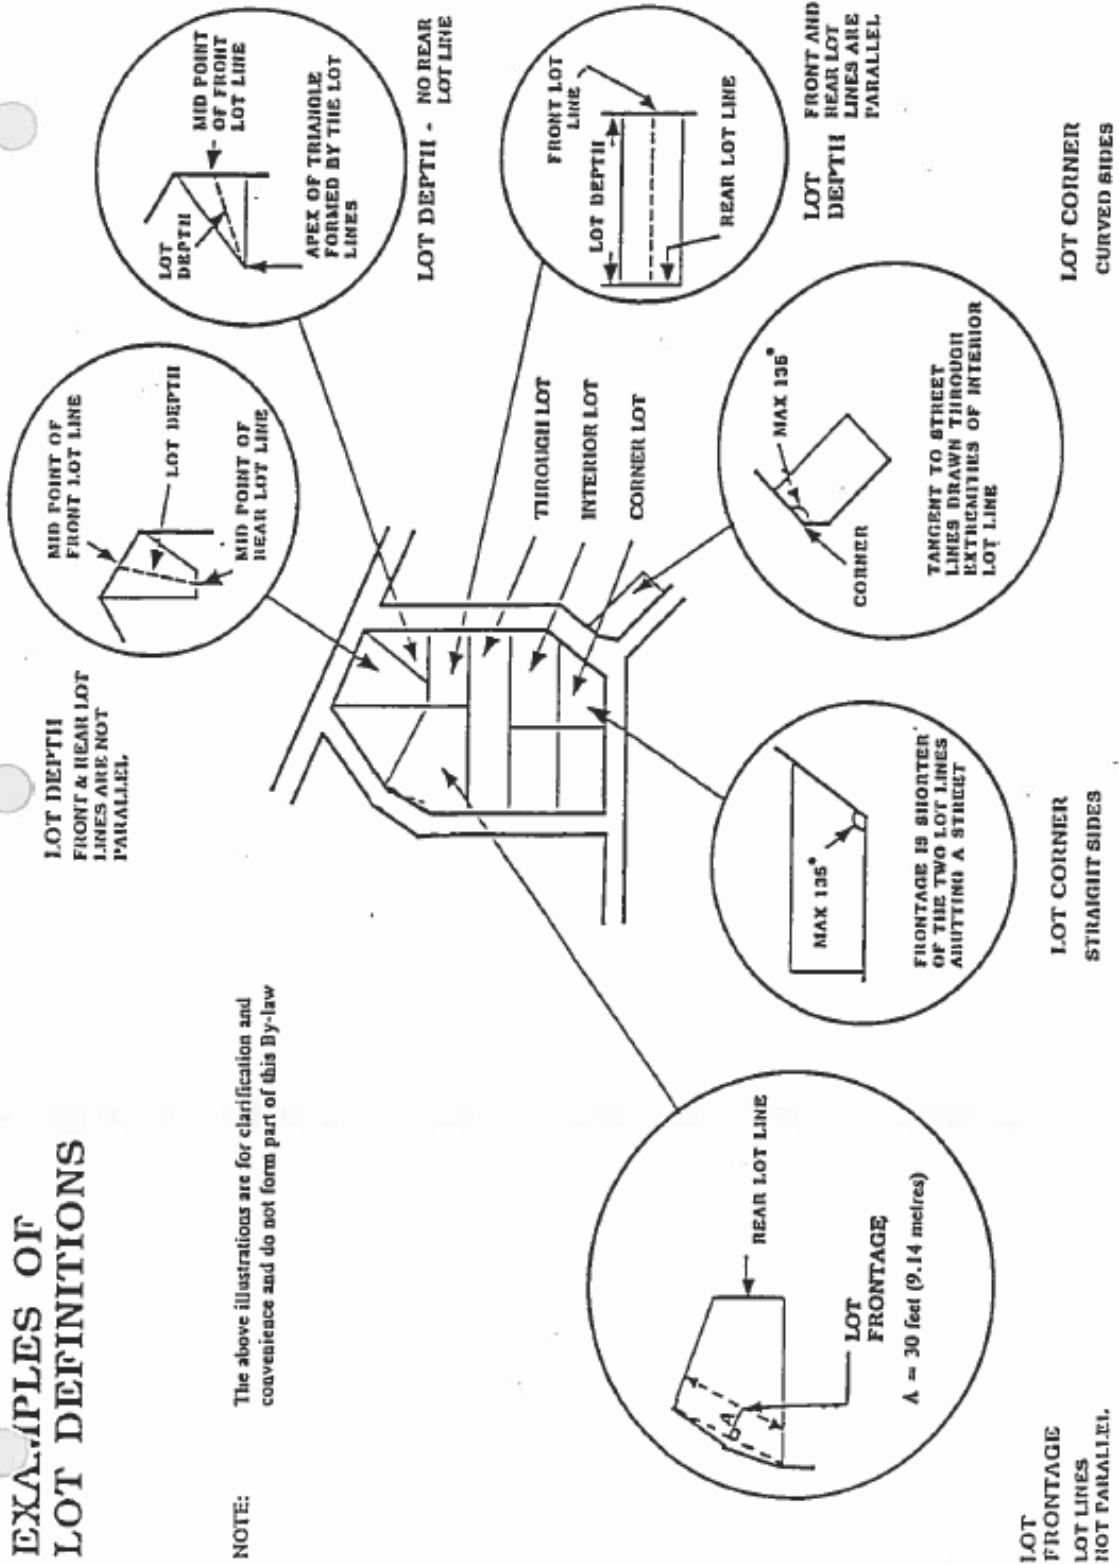 EXAMPLES OF
LOT DEFINITIONS
NOTE:
The above illustrations are for clarification and
convenience and do not form part of this By-law
LOT DEPTH
FRONT & REAR LOT
LINES ARE NOT
PARALLEL
MID POINT OF
FRONT LOT LINE
LOT DEPTH
MID POINT OF
REAR LOT LINE
MID POINT
OF FRONT
LOT LINE
LOT
DEPTH
APEX OF TRIANGLE
FORMED BY THE LOT
LINES
LOT DEPTH - NO REAR
LOT LINE
FRONT LOT
LINE
LOT DEPTH
REAR LOT LINE
LOT
DEPTH
FRONT AND
REAR LOT
LINES ARE
PARALLEL
THROUGH LOT
INTERIOR LOT
CORNER LOT
MAX 135°
CORNER
TANGENT TO STREET
LINES DRAWN THROUGH
EXTREMITIES OF INTERIOR
LOT LINE
LOT CORNER
CURVED SIDES
MAX 135°
FRONTAGE IS SHORTER
OF THE TWO LOT LINES
ABUTTING A STREET
LOT CORNER
STRAIGHT SIDES
REAR LOT LINE
A
LOT
FRONTAGE
A = 30 feet (9.14 metres)
LOT
FRONTAGE
LOT LINES
NOT PARALLEL